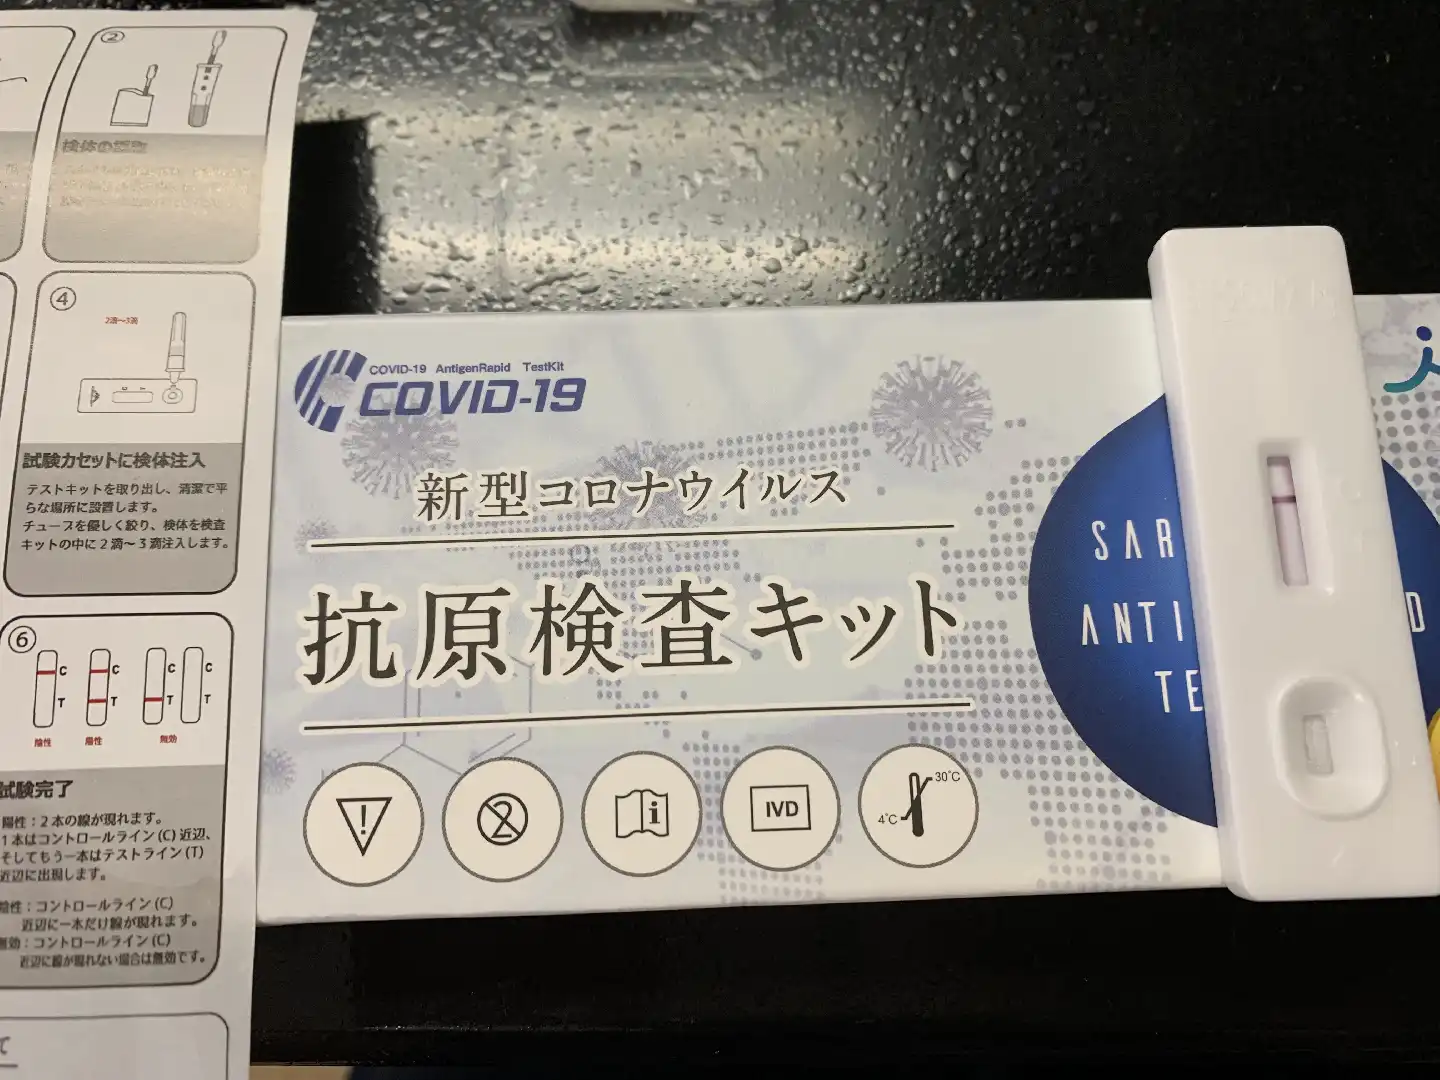 ②
検体の
④
2滴～3滴
試験カセットに検体注入
テストキットを取り出し、清潔で平
らな場所に設置します。
チューブを優しく絞り、検体を検査
キットの中に2滴～3滴注入します。
⑥
C
T
C
T
C
T
C
T
陰性
陽性
無効
試験完了
陽性：2本の線が現れます。
1本はコントロールライン(C)近辺、
そしてもう一本はテストライン(T)
近辺に出現します。
陰性：コントロールライン(C)
近辺に一本だけ線が現れます。
無効：コントロールライン(C)
近辺に線が現れない場合は無効です。
て
COVID-19 AntigenRapid TestKit
COVID-19
新型コロナウイルス
抗原検査キット
IVD
4℃
30℃
SAR
ANTI
D
TE